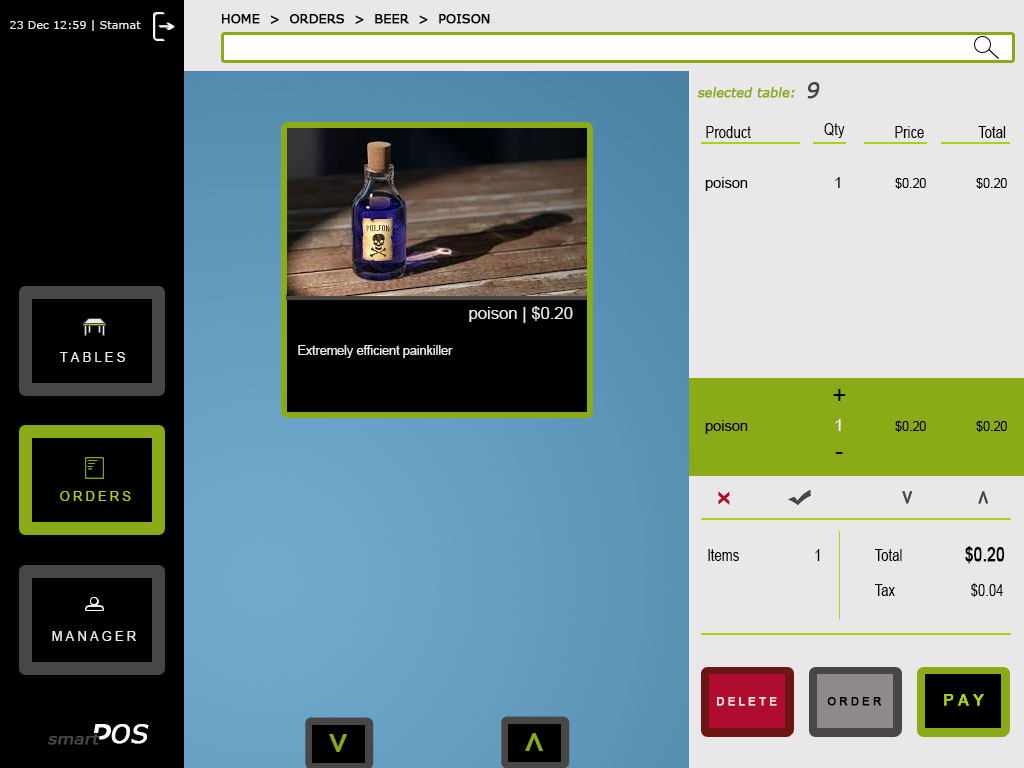 23 Dec 12:59 | Stamat
HOME > ORDERS > BEER > POISON
TABLES
ORDERS
MANAGER
smartPOS
POISON
poison | $0.20
Extremely efficient painkiller
V Λ
selected table: 9
Product Qty Price Total
poison 1 $0.20 $0.20
+
poison 1 $0.20 $0.20
-
V Λ
Items 1 Total $0.20
Tax $0.04
DELETE ORDER PAY